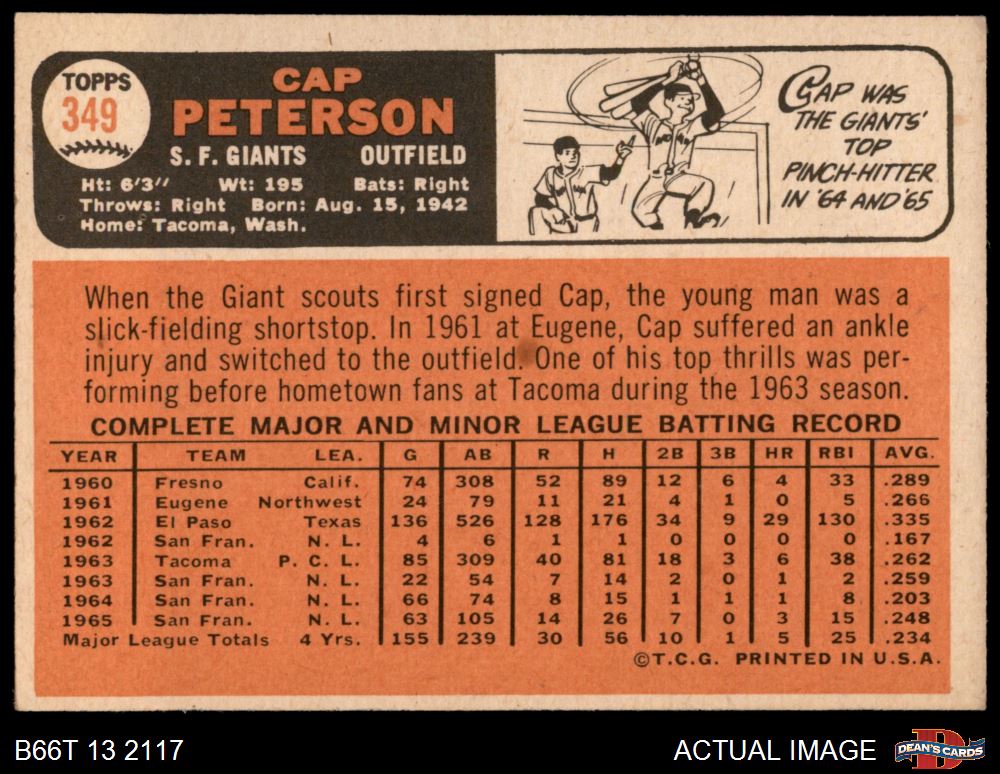 TOPPS
349
CAP
PETERSON
S. F. GIANTS OUTFIELD
Ht: 6'3" Wt: 195 Bats: Right
Throws: Right Born: Aug. 15, 1942
Home: Tacoma, Wash.
CAP WAS
THE GIANTS'
TOP
PINCH-HITTER
IN '64 AND '65
When the Giant scouts first signed Cap, the young man was a
slick-fielding shortstop. In 1961 at Eugene, Cap suffered an ankle
injury and switched to the outfield. One of his top thrills was per-
forming before hometown fans at Tacoma during the 1963 season.
COMPLETE MAJOR AND MINOR LEAGUE BATTING RECORD
YEAR TEAM LEA. G AB R H 2B 3B HR RBI AVG.
1960 Fresno Calif. 74 308 52 89 12 6 4 33 .289
1961 Eugene Northwest 24 79 11 21 4 1 0 5 .266
1962 El Paso Texas 136 526 128 176 34 9 29 130 .335
1962 San Fran. N. L. 4 6 1 1 0 0 0 0 .167
1963 Tacoma P. C. L. 85 309 40 81 18 3 6 38 .262
1963 San Fran. N. L. 22 54 7 14 2 0 1 2 .259
1964 San Fran. N. L. 66 74 8 15 1 1 1 8 .203
1965 San Fran. N. L. 63 105 14 26 7 0 3 15 .248
Major League Totals 4 Yrs. 155 239 30 56 10 1 5 25 .234
©T.C.G. PRINTED IN U.S.A.
B66T 13 2117
ACTUAL IMAGE
DEAN'S CARDS